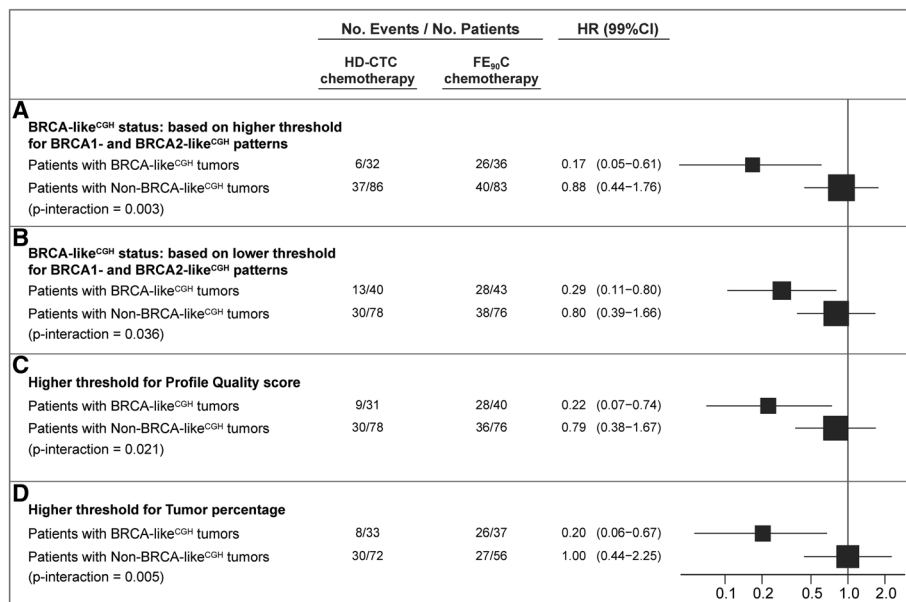 No. Events / No. Patients HR (99%CI)
HD-CTC chemotherapy FE₉₀C chemotherapy
A
BRCA-likeᶜᴳᴴ status: based on higher threshold
for BRCA1- and BRCA2-likeᶜᴳᴴ patterns
Patients with BRCA-likeᶜᴳᴴ tumors 6/32 26/36 0.17 (0.05−0.61)
Patients with Non-BRCA-likeᶜᴳᴴ tumors 37/86 40/83 0.88 (0.44−1.76)
(p-interaction = 0.003)
B
BRCA-likeᶜᴳᴴ status: based on lower threshold
for BRCA1- and BRCA2-likeᶜᴳᴴ patterns
Patients with BRCA-likeᶜᴳᴴ tumors 13/40 28/43 0.29 (0.11−0.80)
Patients with Non-BRCA-likeᶜᴳᴴ tumors 30/78 38/76 0.80 (0.39−1.66)
(p-interaction = 0.036)
C
Higher threshold for Profile Quality score
Patients with BRCA-likeᶜᴳᴴ tumors 9/31 28/40 0.22 (0.07−0.74)
Patients with Non-BRCA-likeᶜᴳᴴ tumors 30/78 36/76 0.79 (0.38−1.67)
(p-interaction = 0.021)
D
Higher threshold for Tumor percentage
Patients with BRCA-likeᶜᴳᴴ tumors 8/33 26/37 0.20 (0.06−0.67)
Patients with Non-BRCA-likeᶜᴳᴴ tumors 30/72 27/56 1.00 (0.44−2.25)
(p-interaction = 0.005)
0.1 0.2 0.5 1.0 2.0